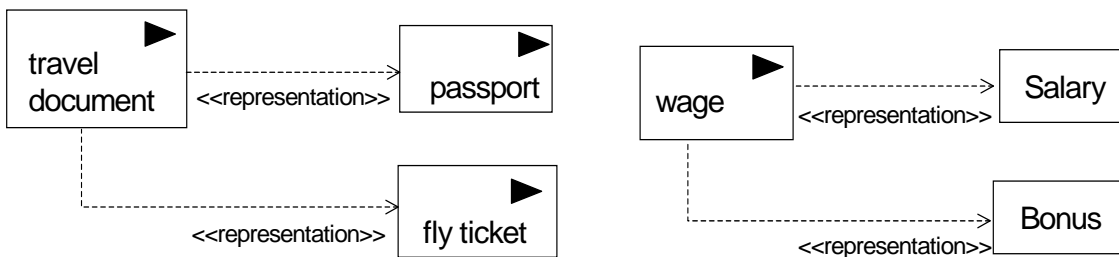 travel
document
<<representation>>
passport
<<representation>>
fly ticket
wage
<<representation>>
Salary
<<representation>>
Bonus